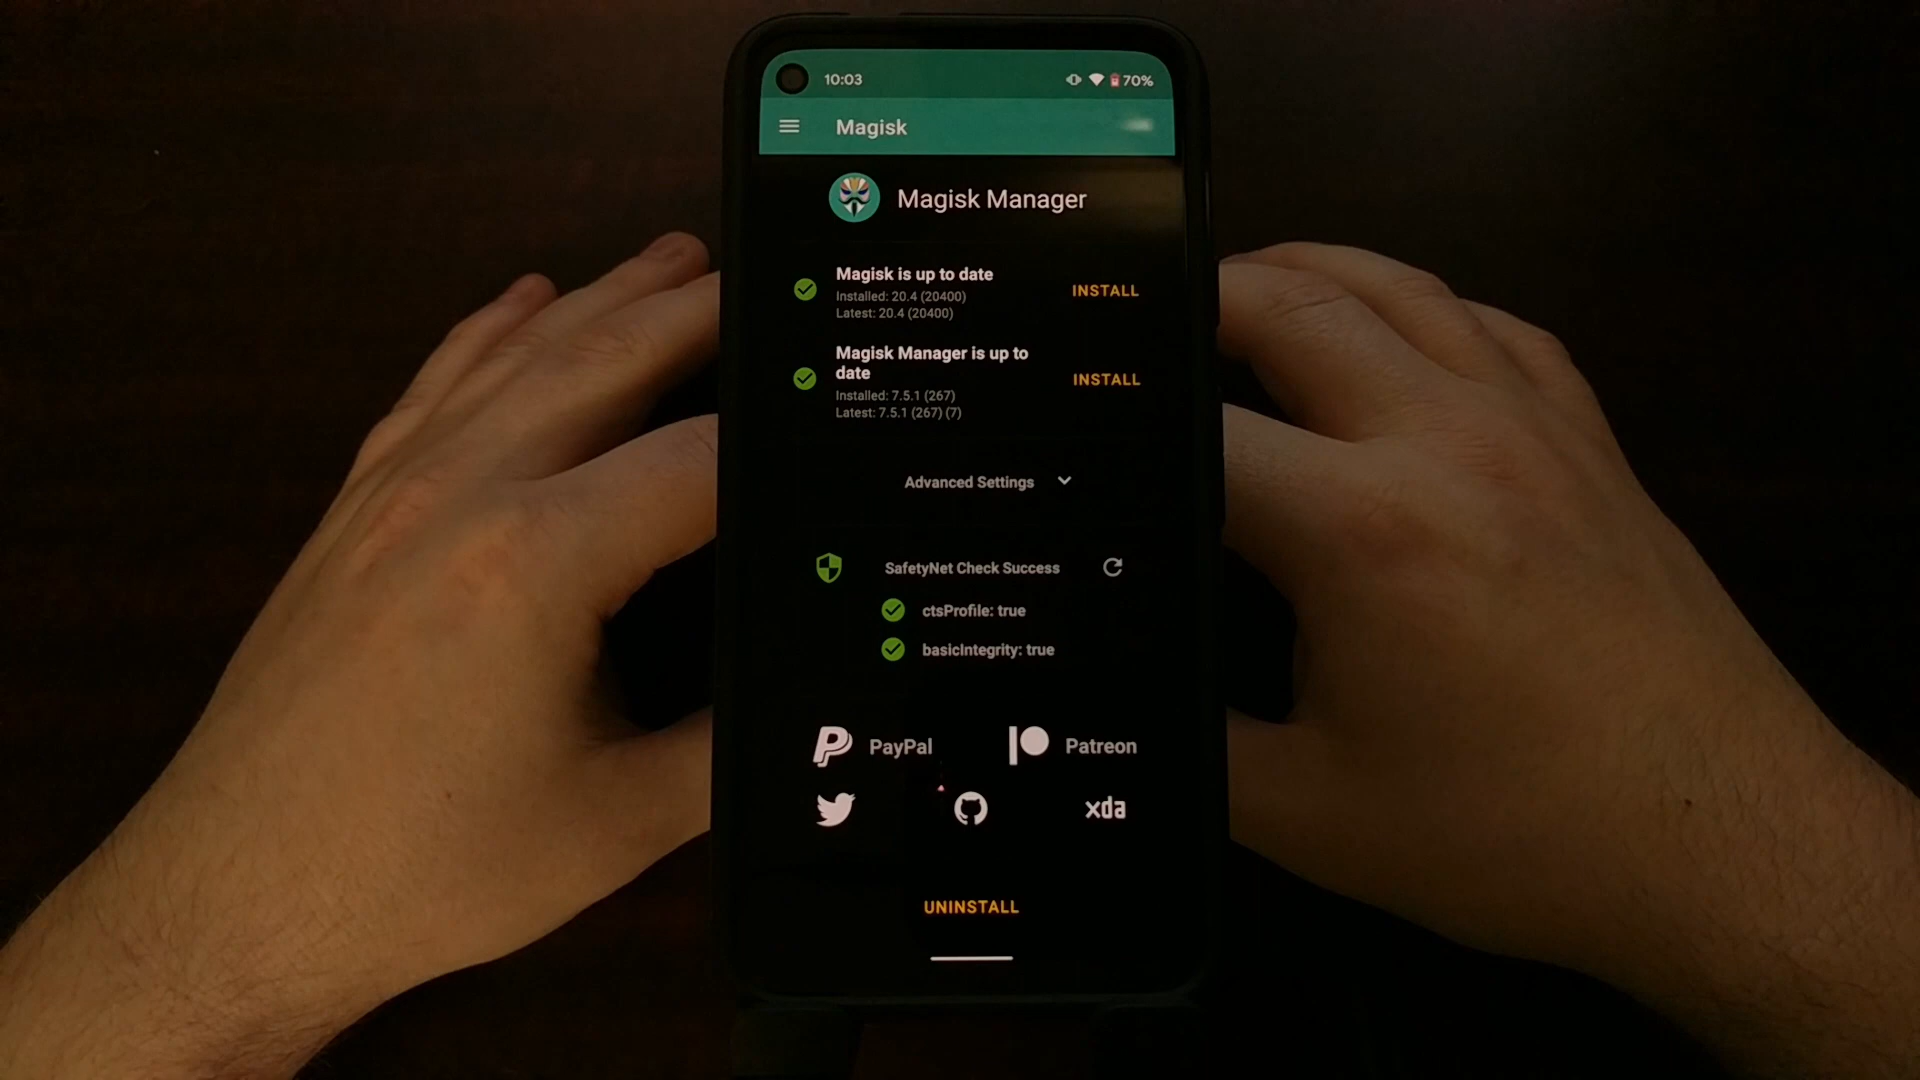 10:03
70%
Magisk
Magisk Manager
Magisk is up to date
INSTALL
Installed: 20.4 (20400)
Latest: 20.4 (20400)
Magisk Manager is up to
date
INSTALL
Installed: 7.5.1 (267)
Latest: 7.5.1 (267) (7)
Advanced Settings
SafetyNet Check Success
ctsProfile: true
basicIntegrity: true
PayPal
Patreon
xda
UNINSTALL